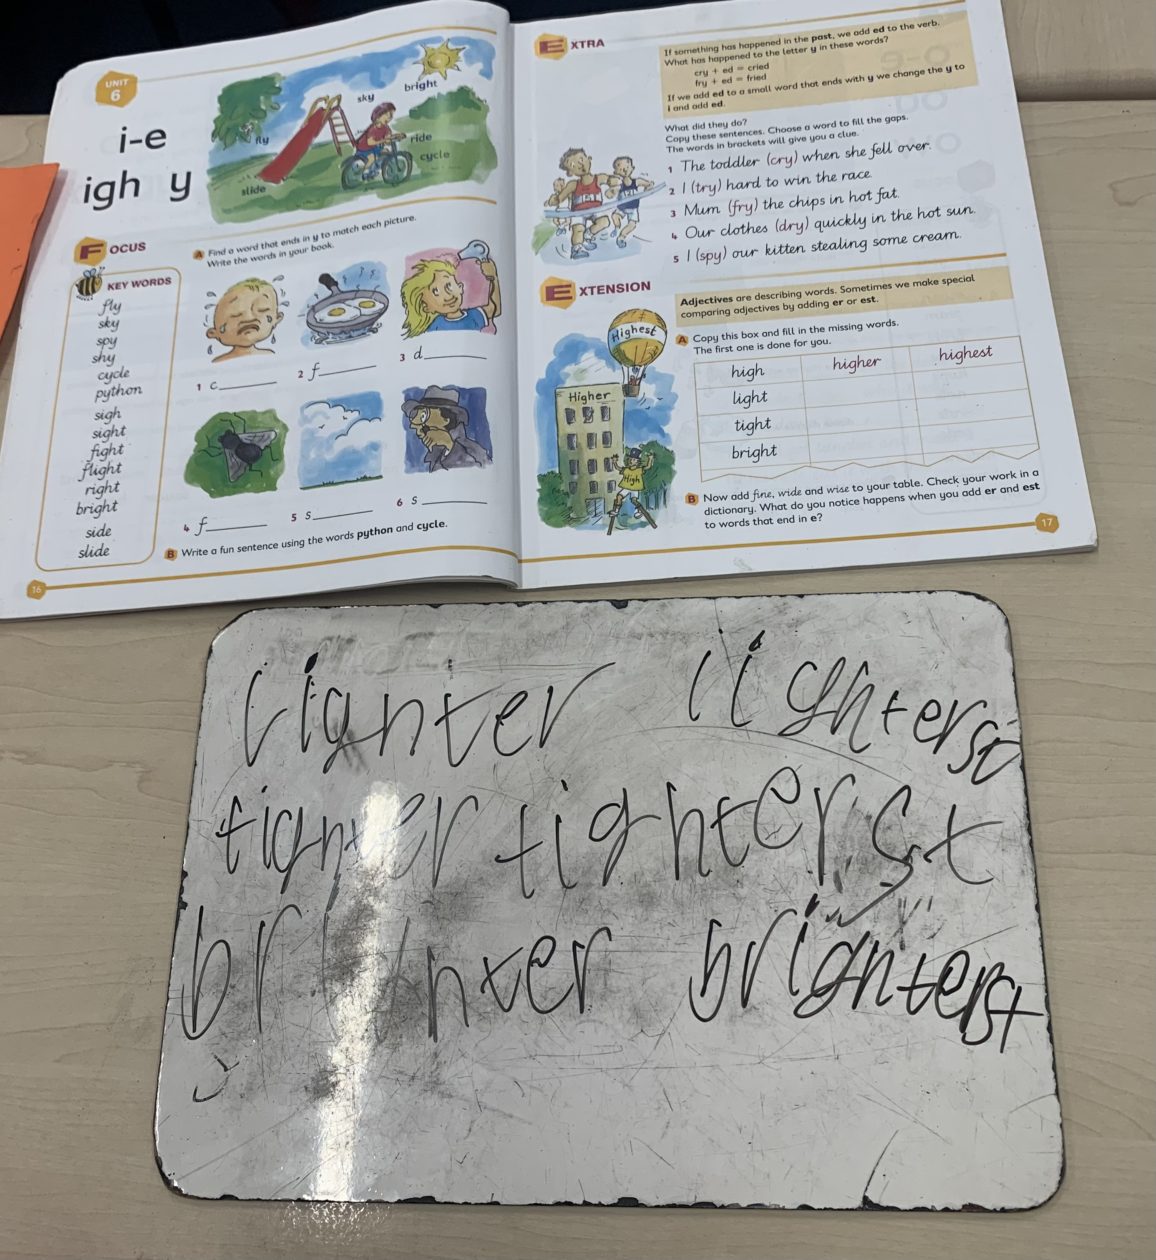 UNIT
6
i-e
igh y
sky
bright
fly
ride
cycle
slide
FOCUS
KEY WORDS
fly
sky
spy
shy
cycle
python
sigh
sight
fight
flight
right
bright
side
slide
A Find a word that ends in y to match each picture.
Write the words in your book.
1 c
2 f
3 d
4 f
5 s
6 s
B Write a fun sentence using the words python and cycle.
16
EXTRA
If something has happened in the past, we add ed to the verb.
What has happened to the letter y in these words?
cry + ed = cried
fry + ed = fried
If we add ed to a small word that ends with y we change the y to
i and add ed.
What did they do?
Copy these sentences. Choose a word to fill the gaps.
The words in brackets will give you a clue.
1 The toddler (cry) when she fell over.
2 I (try) hard to win the race.
3 Mum (fry) the chips in hot fat.
4 Our clothes (dry) quickly in the hot sun.
5 I (spy) our kitten stealing some cream.
EXTENSION
Adjectives are describing words. Sometimes we make special
comparing adjectives by adding er or est.
Highest
Higher
High
A Copy this box and fill in the missing words.
The first one is done for you.
high higher highest
light
tight
bright
B Now add fine, wide and wise to your table. Check your work in a
dictionary. What do you notice happens when you add er and est
to words that end in e?
17
lighter lighterst
tighter tighterst
brighter brighterst